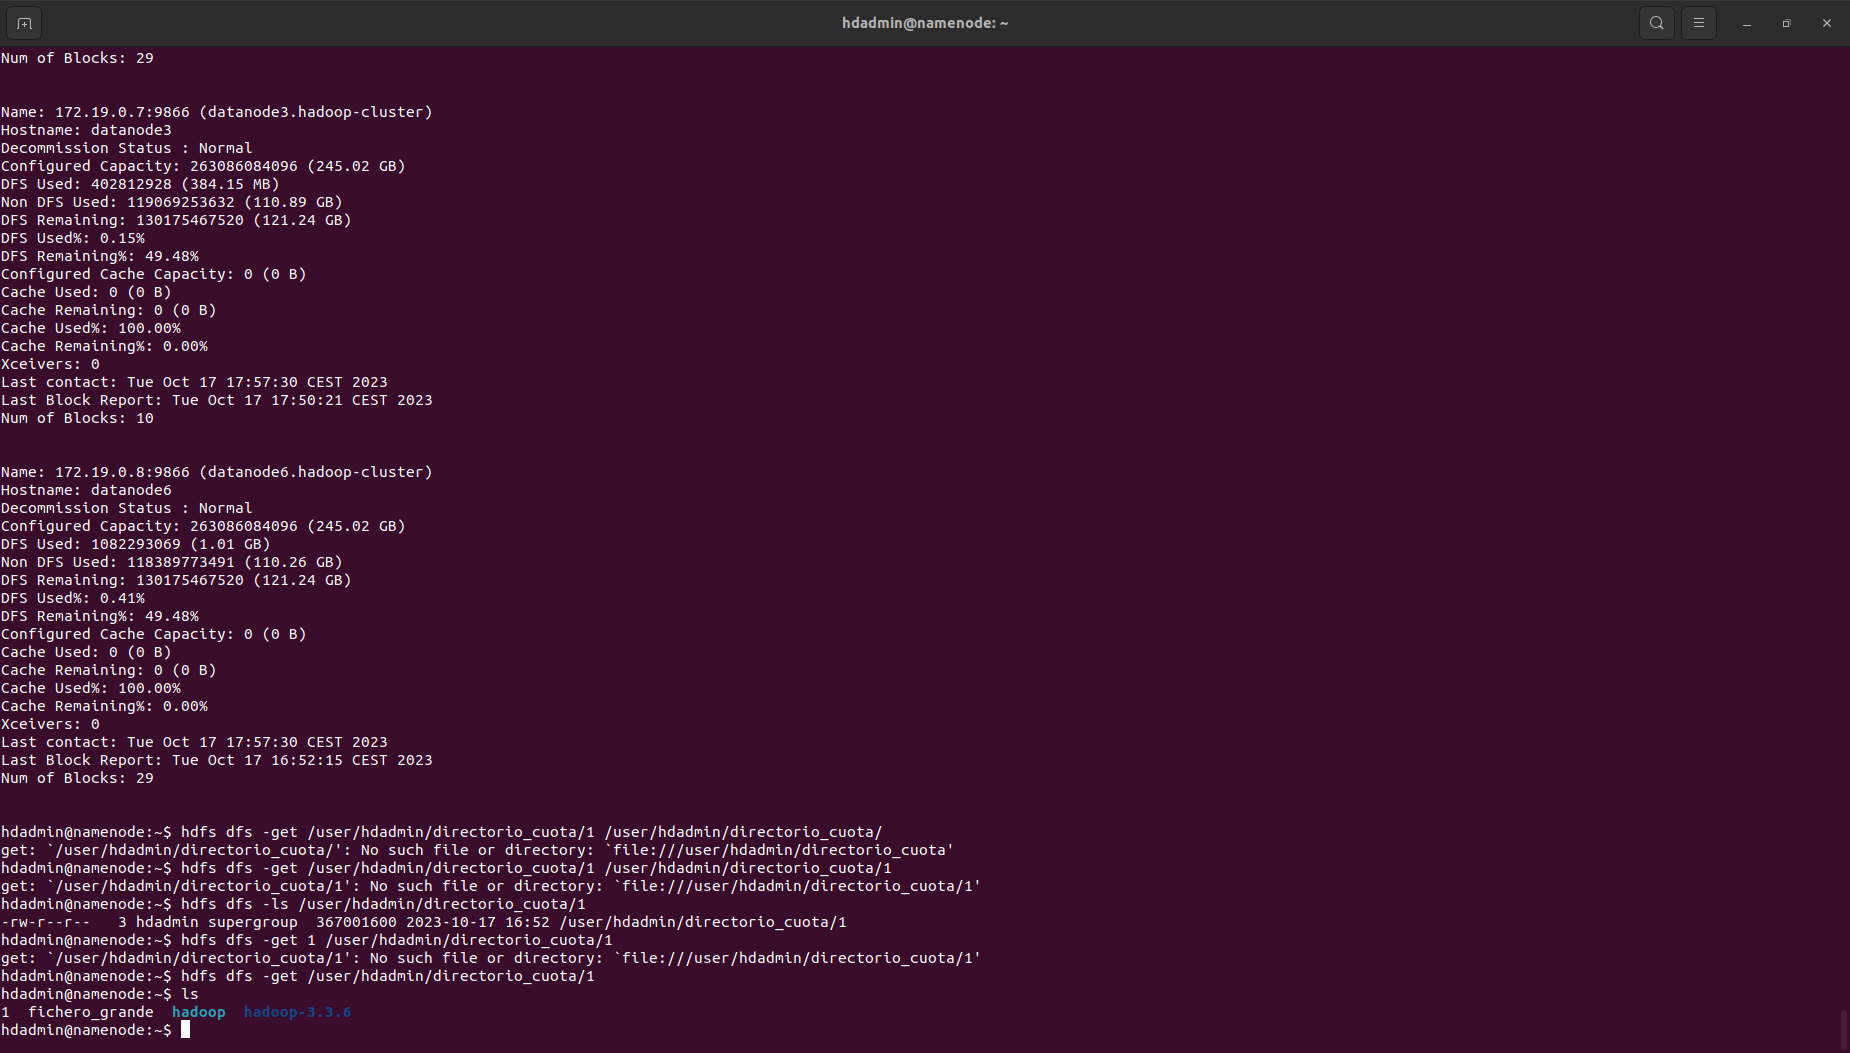 hdadmin@namenode: ~
Num of Blocks: 29
Name: 172.19.0.7:9866 (datanode3.hadoop-cluster)
Hostname: datanode3
Decommission Status : Normal
Configured Capacity: 263086084096 (245.02 GB)
DFS Used: 402812928 (384.15 MB)
Non DFS Used: 119069253632 (110.89 GB)
DFS Remaining: 130175467520 (121.24 GB)
DFS Used%: 0.15%
DFS Remaining%: 49.48%
Configured Cache Capacity: 0 (0 B)
Cache Used: 0 (0 B)
Cache Remaining: 0 (0 B)
Cache Used%: 100.00%
Cache Remaining%: 0.00%
Xceivers: 0
Last contact: Tue Oct 17 17:57:30 CEST 2023
Last Block Report: Tue Oct 17 17:50:21 CEST 2023
Num of Blocks: 10
Name: 172.19.0.8:9866 (datanode6.hadoop-cluster)
Hostname: datanode6
Decommission Status : Normal
Configured Capacity: 263086084096 (245.02 GB)
DFS Used: 1082293069 (1.01 GB)
Non DFS Used: 118389773491 (110.26 GB)
DFS Remaining: 130175467520 (121.24 GB)
DFS Used%: 0.41%
DFS Remaining%: 49.48%
Configured Cache Capacity: 0 (0 B)
Cache Used: 0 (0 B)
Cache Remaining: 0 (0 B)
Cache Used%: 100.00%
Cache Remaining%: 0.00%
Xceivers: 0
Last contact: Tue Oct 17 17:57:30 CEST 2023
Last Block Report: Tue Oct 17 16:52:15 CEST 2023
Num of Blocks: 29
hdadmin@namenode:~$ hdfs dfs -get /user/hdadmin/directorio_cuota/1 /user/hdadmin/directorio_cuota/
get: `/user/hdadmin/directorio_cuota/': No such file or directory: `file:///user/hdadmin/directorio_cuota'
hdadmin@namenode:~$ hdfs dfs -get /user/hdadmin/directorio_cuota/1 /user/hdadmin/directorio_cuota/1
get: `/user/hdadmin/directorio_cuota/1': No such file or directory: `file:///user/hdadmin/directorio_cuota/1'
hdadmin@namenode:~$ hdfs dfs -ls /user/hdadmin/directorio_cuota/1
-rw-r--r--   3 hdadmin supergroup  367001600 2023-10-17 16:52 /user/hdadmin/directorio_cuota/1
hdadmin@namenode:~$ hdfs dfs -get 1 /user/hdadmin/directorio_cuota/1
get: `/user/hdadmin/directorio_cuota/1': No such file or directory: `file:///user/hdadmin/directorio_cuota/1'
hdadmin@namenode:~$ hdfs dfs -get /user/hdadmin/directorio_cuota/1
hdadmin@namenode:~$ ls
1  fichero_grande  hadoop  hadoop-3.3.6
hdadmin@namenode:~$